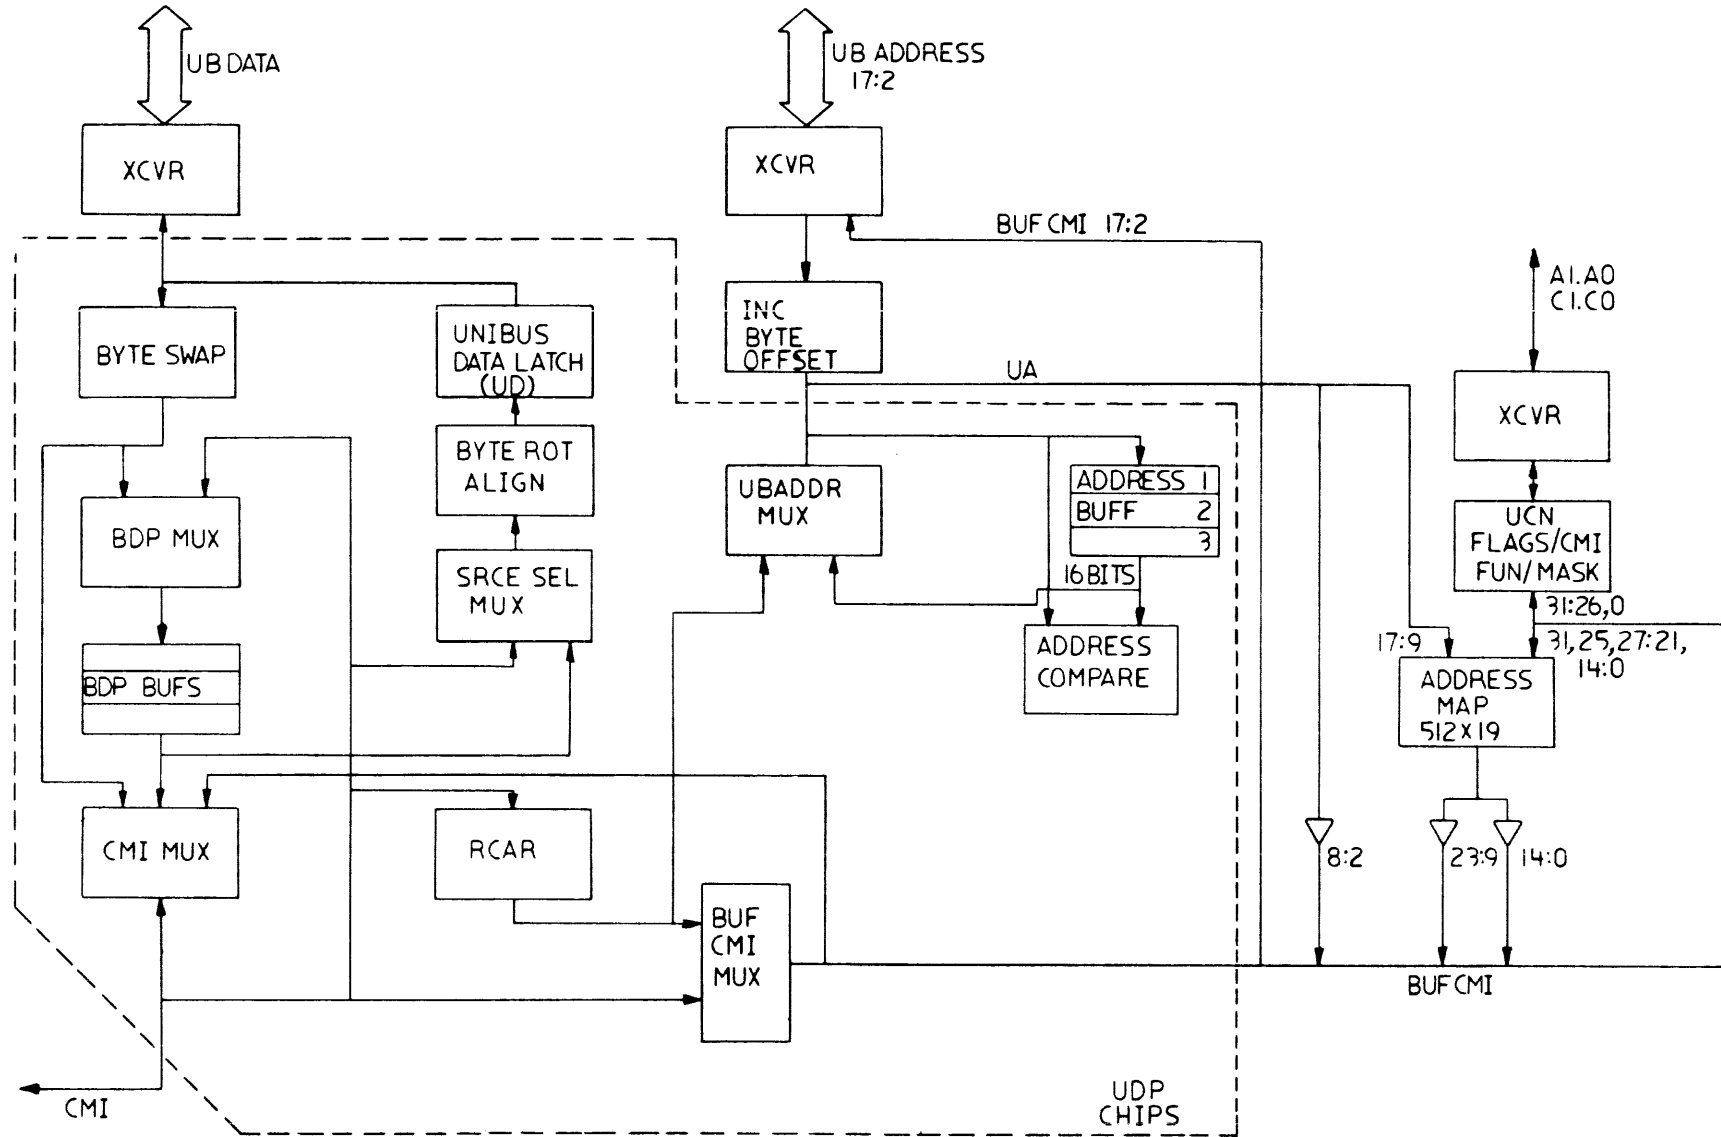 UB DATA
UB ADDRESS
17:2
XCVR
XCVR
BUF CMI 17:2
A1.A0
C1.C0
INC
BYTE
OFFSET
UNIBUS
DATA LATCH
(UD)
BYTE SWAP
UA
XCVR
BYTE ROT
ALIGN
UBADDR
MUX
ADDRESS 1
BUFF 2
3
BDP MUX
UCN
FLAGS/CMI
FUN/MASK
SRCE SEL
MUX
16 BITS
31:26,0
17:9
31,25,27:21,
14:0
ADDRESS
COMPARE
BDP BUFS
ADDRESS
MAP
512X19
CMI MUX
RCAR
8:2
23:9
14:0
BUF
CMI
MUX
BUF CMI
CMI
UDP
CHIPS